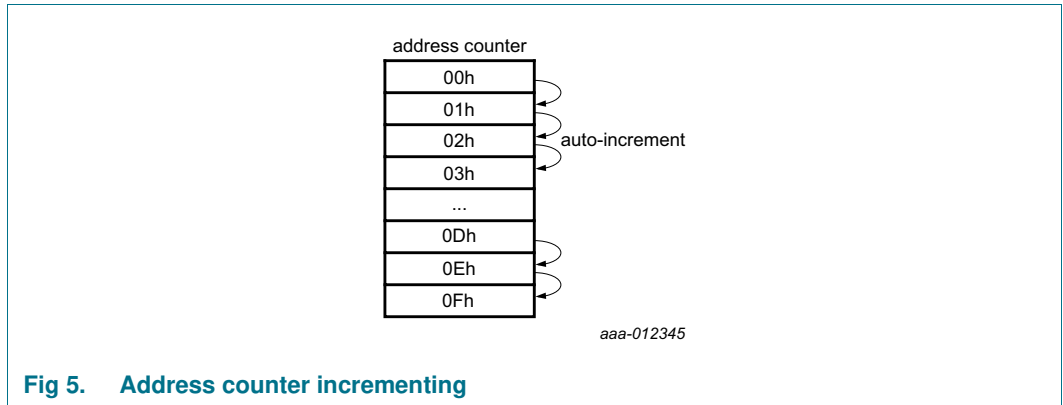 address counter
00h
01h
02h
auto-increment
03h
...
0Dh
0Eh
0Fh
aaa-012345
Fig 5. Address counter incrementing